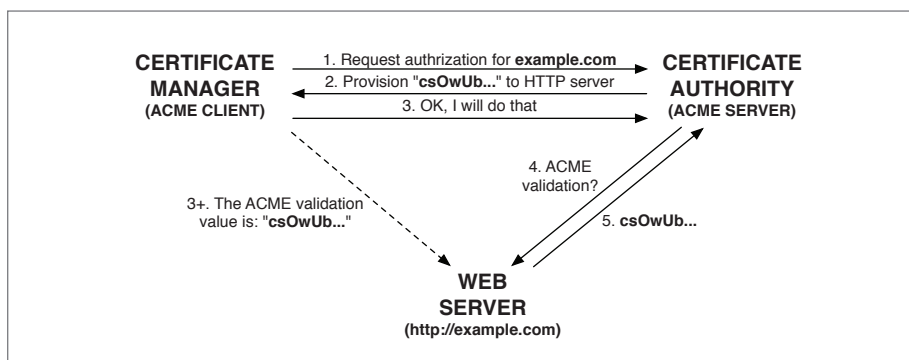 CERTIFICATE
MANAGER
(ACME CLIENT)
1. Request authrization for example.com
2. Provision "csOwUb..." to HTTP server
3. OK, I will do that
CERTIFICATE
AUTHORITY
(ACME SERVER)
3+. The ACME validation
value is: "csOwUb..."
4. ACME
validation?
5. csOwUb...
WEB
SERVER
(http://example.com)